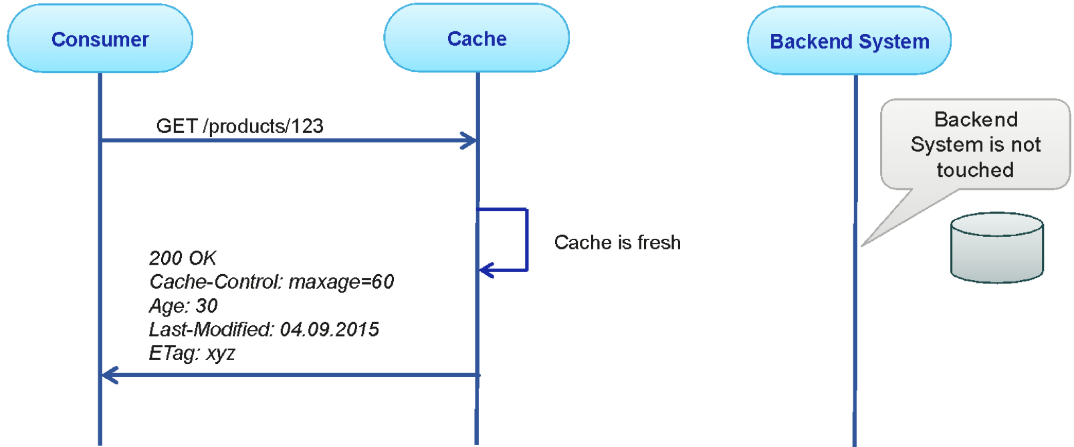 Consumer
Cache
Backend System
GET /products/123
Backend
System is not
touched
Cache is fresh
200 OK
Cache-Control: maxage=60
Age: 30
Last-Modified: 04.09.2015
ETag: xyz